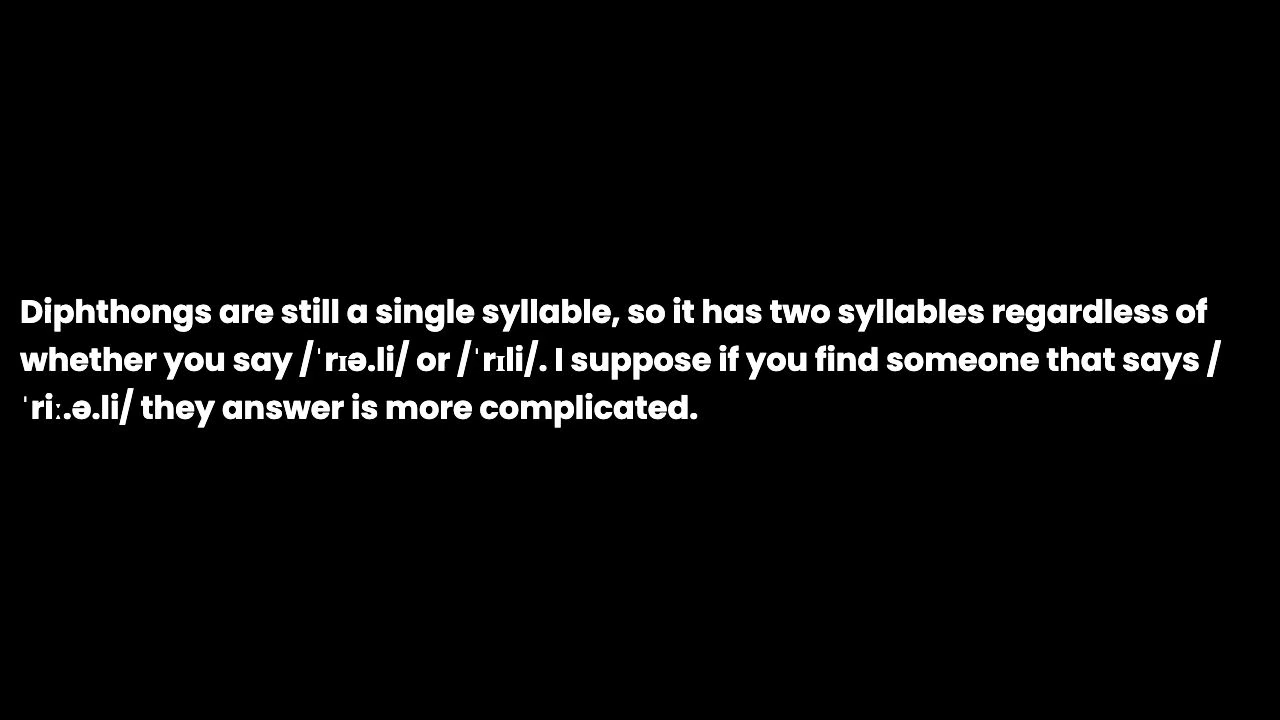 Diphthongs are still a single syllable, so it has two syllables regardless of
whether you say /ˈrɪə.li/ or /ˈrɪli/. I suppose if you find someone that says /
ˈriː.ə.li/ they answer is more complicated.